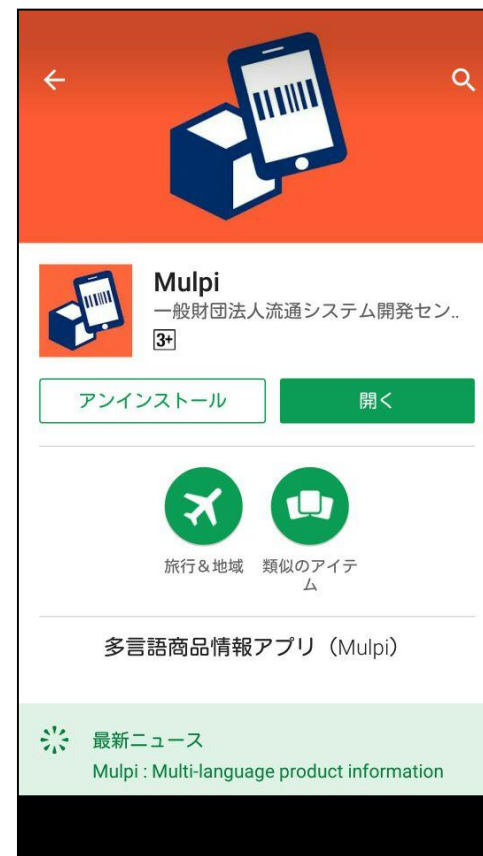 Mulpi
一般財団法人流通システム開発セン..
3+
アンインストール
開く
旅行&地域
類似のアイテ
ム
多言語商品情報アプリ（Mulpi）
最新ニュース
Mulpi : Multi-language product information